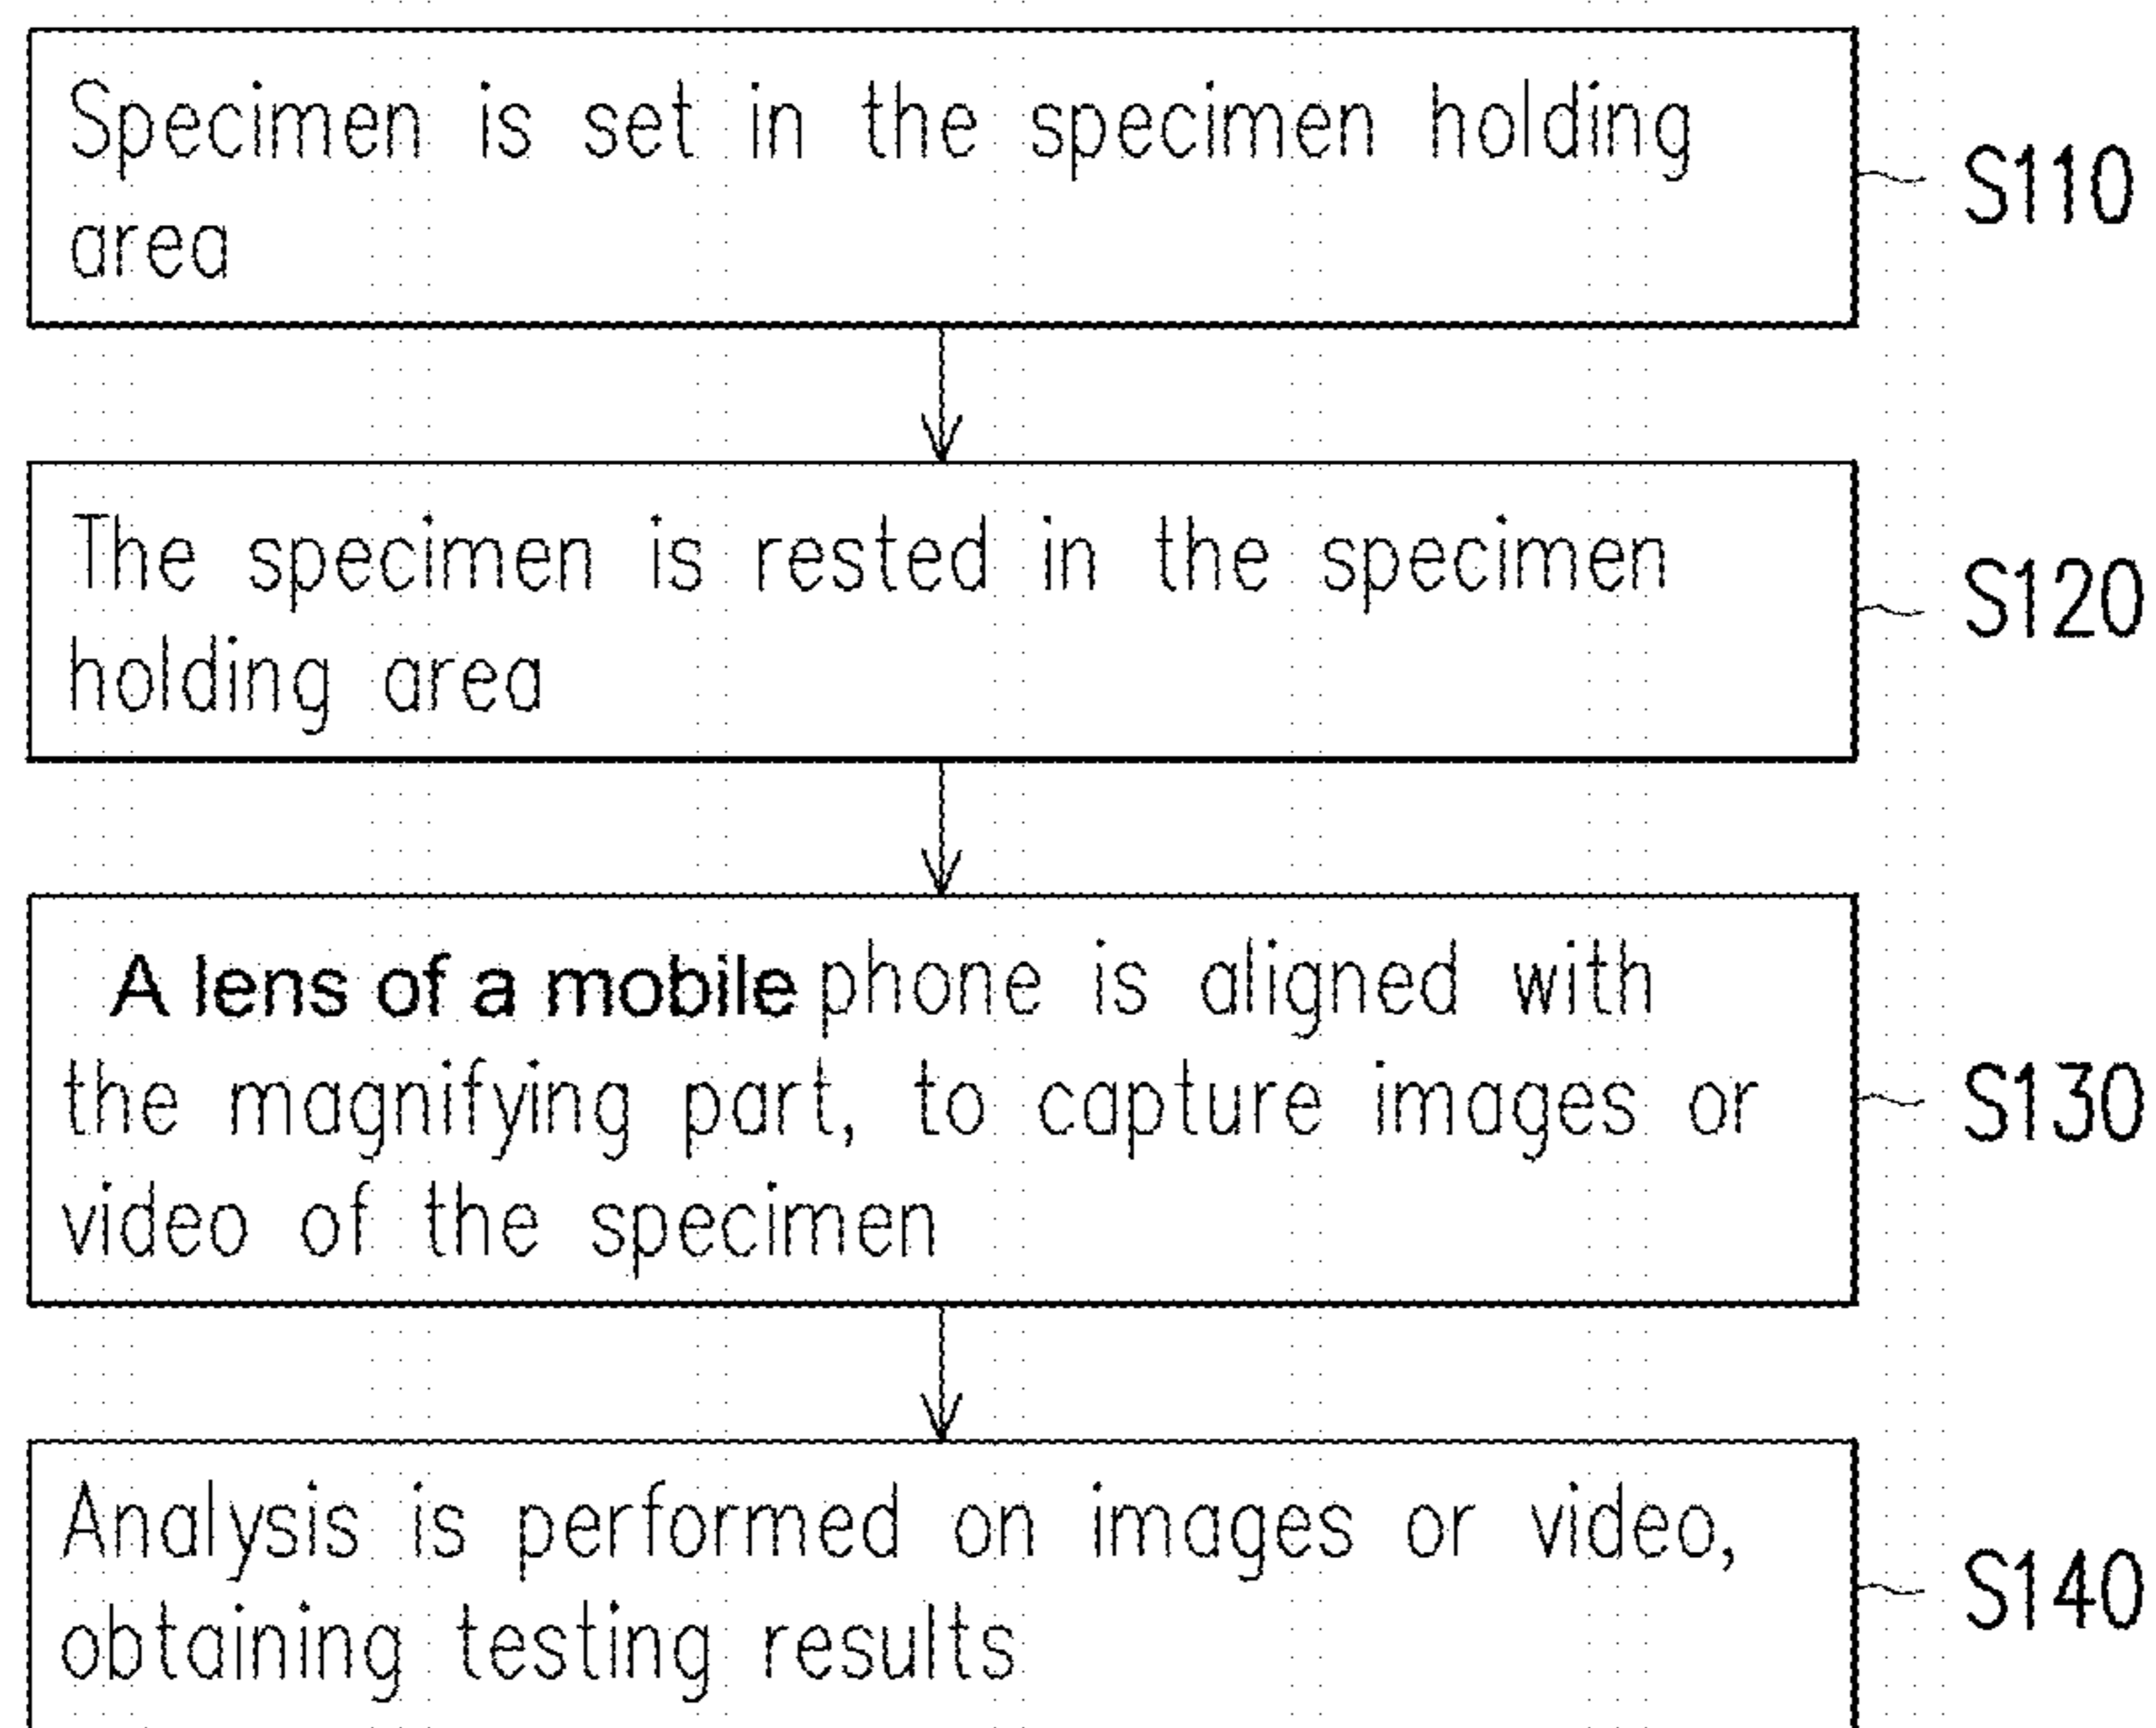 Specimen is set in the specimen holding
area
S110
The specimen is rested in the specimen
holding area
S120
A lens of a mobile phone is aligned with
the magnifying part, to capture images or
video of the specimen
S130
Analysis is performed on images or video,
obtaining testing results
S140